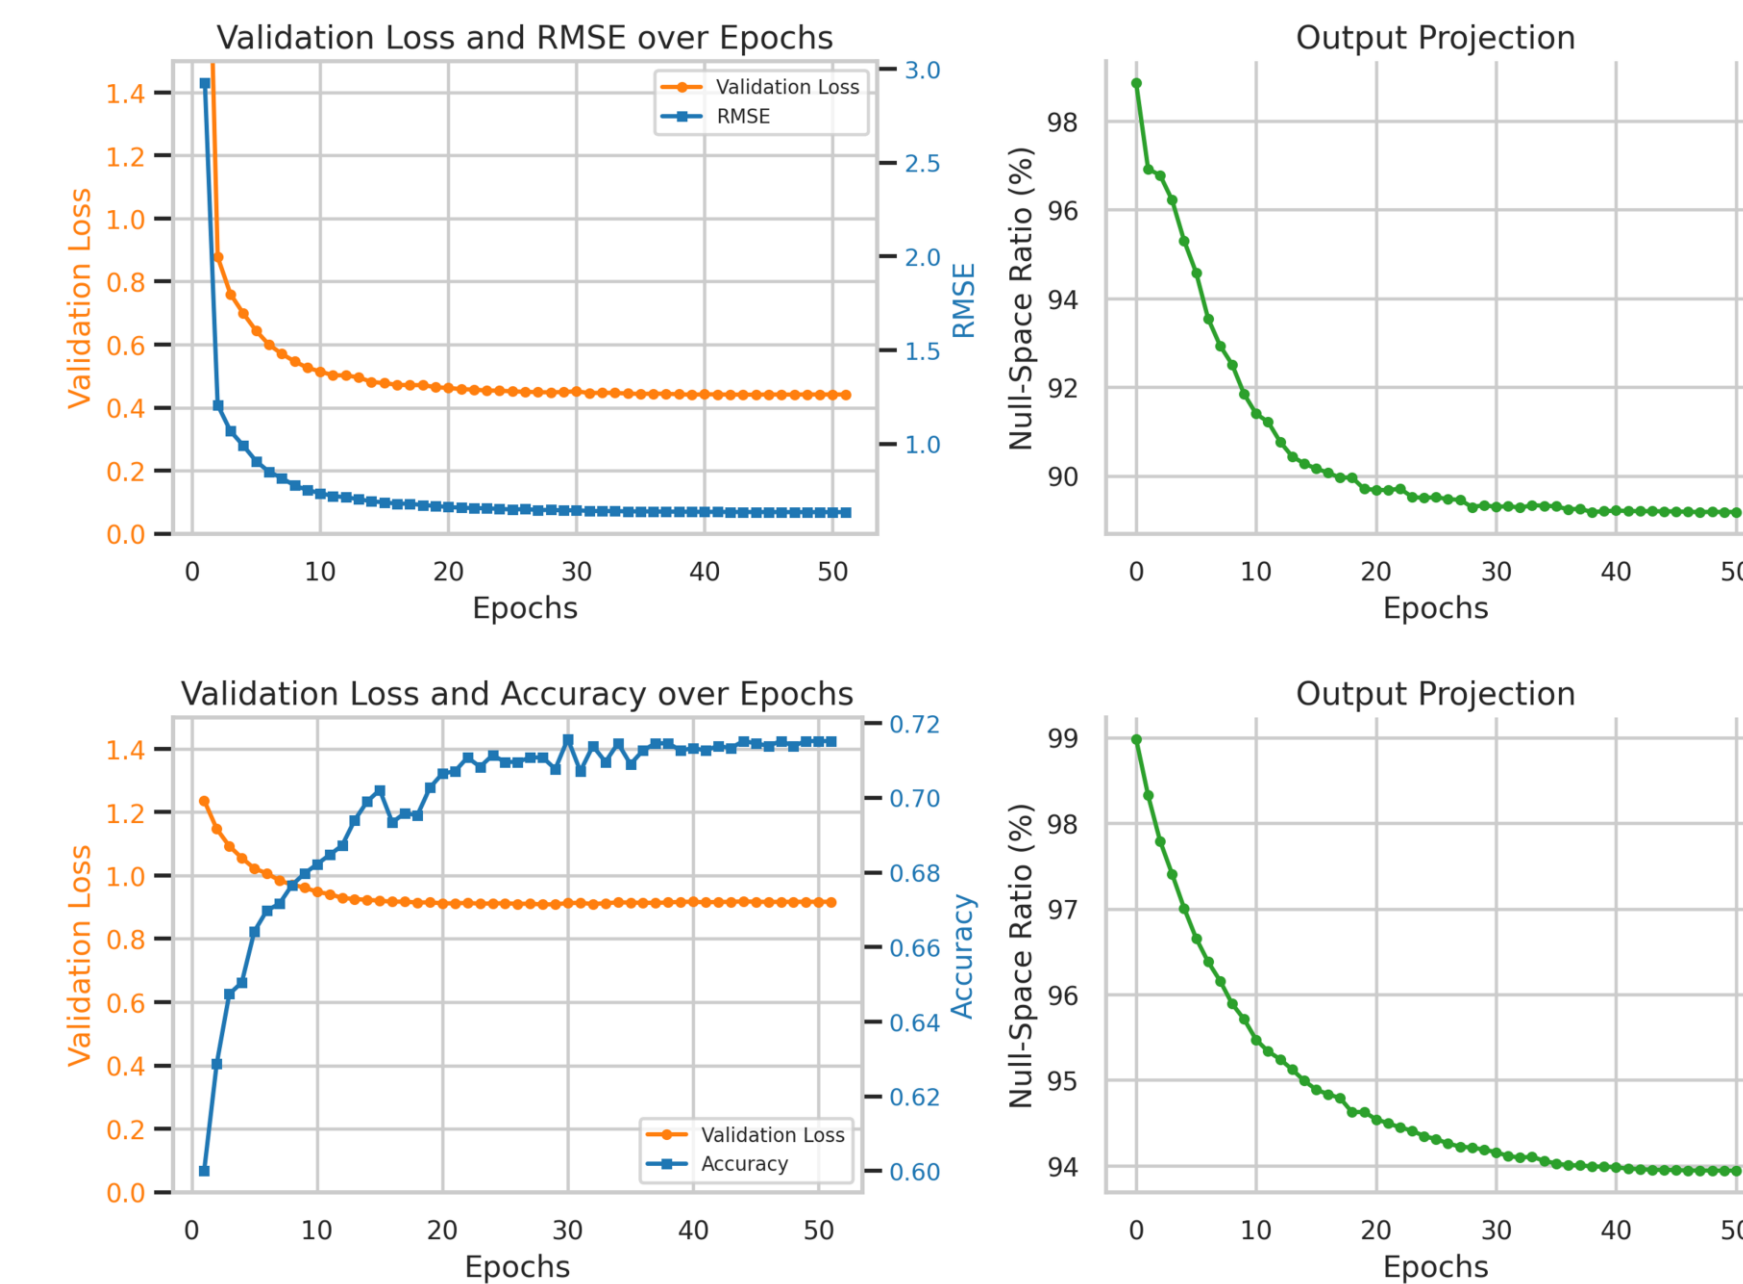 Validation Loss and RMSE over Epochs
1.4
1.2
1.0
0.8
0.6
0.4
0.2
0.0
Validation Loss
Validation Loss
RMSE
3.0
2.5
2.0
1.5
1.0
RMSE
0 10 20 30 40 50
Epochs
Output Projection
98
96
94
92
90
Null-Space Ratio (%)
0 10 20 30 40 50
Epochs
Validation Loss and Accuracy over Epochs
1.4
1.2
1.0
0.8
0.6
0.4
0.2
0.0
Validation Loss
Validation Loss
Accuracy
0.72
0.70
0.68
0.66
0.64
0.62
0.60
Accuracy
0 10 20 30 40 50
Epochs
Output Projection
99
98
97
96
95
94
Null-Space Ratio (%)
0 10 20 30 40 50
Epochs